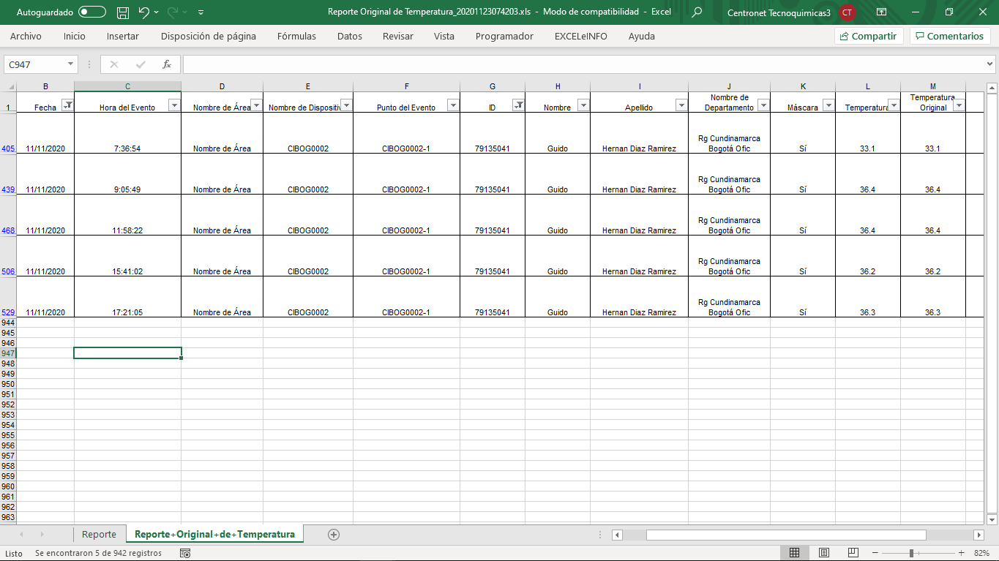 Autoguardado Reporte Original de Temperatura_20201123074203.xls - Modo de compatibilidad - Excel Centronet Tecnoquimicas3 CT
Archivo Inicio Insertar Disposición de página Fórmulas Datos Revisar Vista Programador EXCELeINFO Ayuda Compartir Comentarios
C947 fx
B C D E F G H I J K L M
1 Fecha Hora del Evento Nombre de Área Nombre de Dispositiv Punto del Evento ID Nombre Apellido Nombre de Departamento Máscara Temperatura Temperatura Original
405 11/11/2020 7:36:54 Nombre de Área CIBOG0002 CIBOG0002-1 79135041 Guido Hernan Diaz Ramirez Rg Cundinamarca Bogotá Ofic Sí 33.1 33.1
439 11/11/2020 9:05:49 Nombre de Área CIBOG0002 CIBOG0002-1 79135041 Guido Hernan Diaz Ramirez Rg Cundinamarca Bogotá Ofic Sí 36.4 36.4
468 11/11/2020 11:58:22 Nombre de Área CIBOG0002 CIBOG0002-1 79135041 Guido Hernan Diaz Ramirez Rg Cundinamarca Bogotá Ofic Sí 36.4 36.4
506 11/11/2020 15:41:02 Nombre de Área CIBOG0002 CIBOG0002-1 79135041 Guido Hernan Diaz Ramirez Rg Cundinamarca Bogotá Ofic Sí 36.2 36.2
529 11/11/2020 17:21:05 Nombre de Área CIBOG0002 CIBOG0002-1 79135041 Guido Hernan Diaz Ramirez Rg Cundinamarca Bogotá Ofic Sí 36.3 36.3
944
945
946
947
948
949
950
951
952
953
954
955
956
957
958
959
960
961
962
963
Reporte Reporte+Original+de+Temperatura
Listo Se encontraron 5 de 942 registros 82%